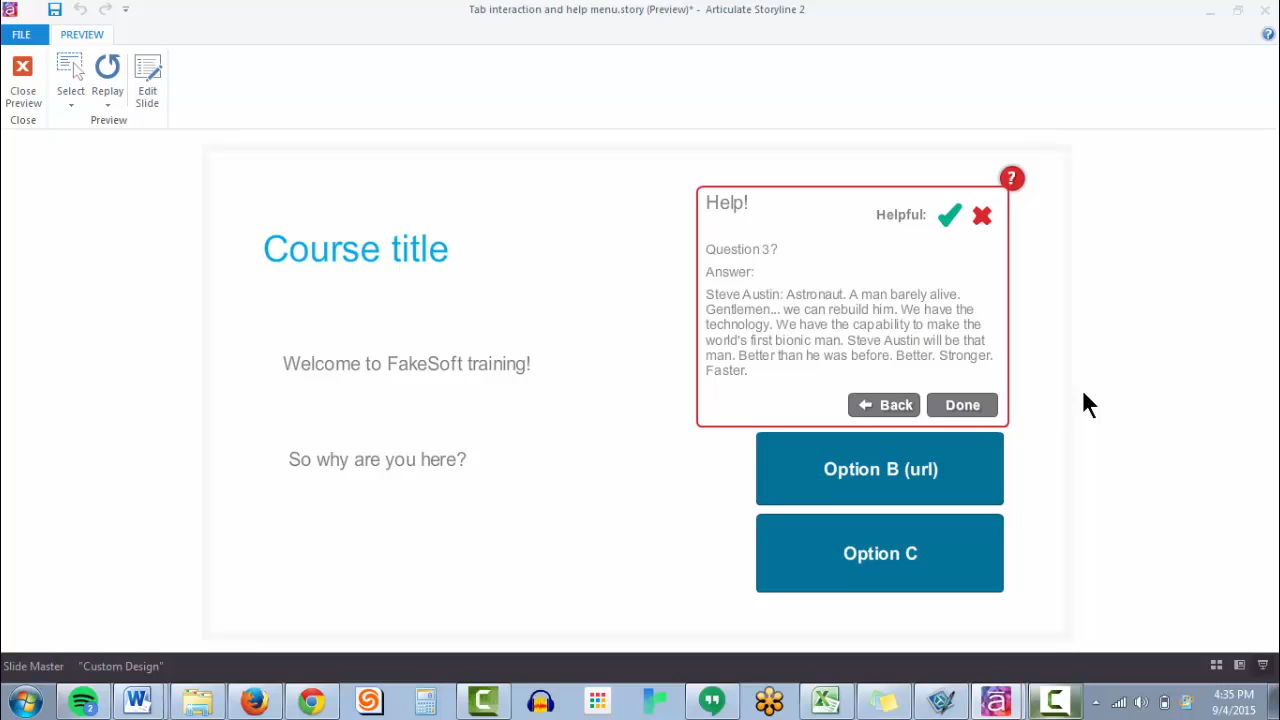 Tab interaction and help menu.story (Preview)* - Articulate Storyline 2
FILE
PREVIEW
Close Preview
Select
Replay
Edit Slide
Close
Preview
?
Help!
Helpful:
Course title
Question 3?
Answer:
Steve Austin: Astronaut. A man barely alive.
Gentlemen... we can rebuild him. We have the
technology. We have the capability to make the
world's first bionic man. Steve Austin will be that
man. Better than he was before. Better. Stronger.
Faster.
Welcome to FakeSoft training!
Back
Done
So why are you here?
Option B (url)
Option C
Slide Master
"Custom Design"
2
4:35 PM
9/4/2015